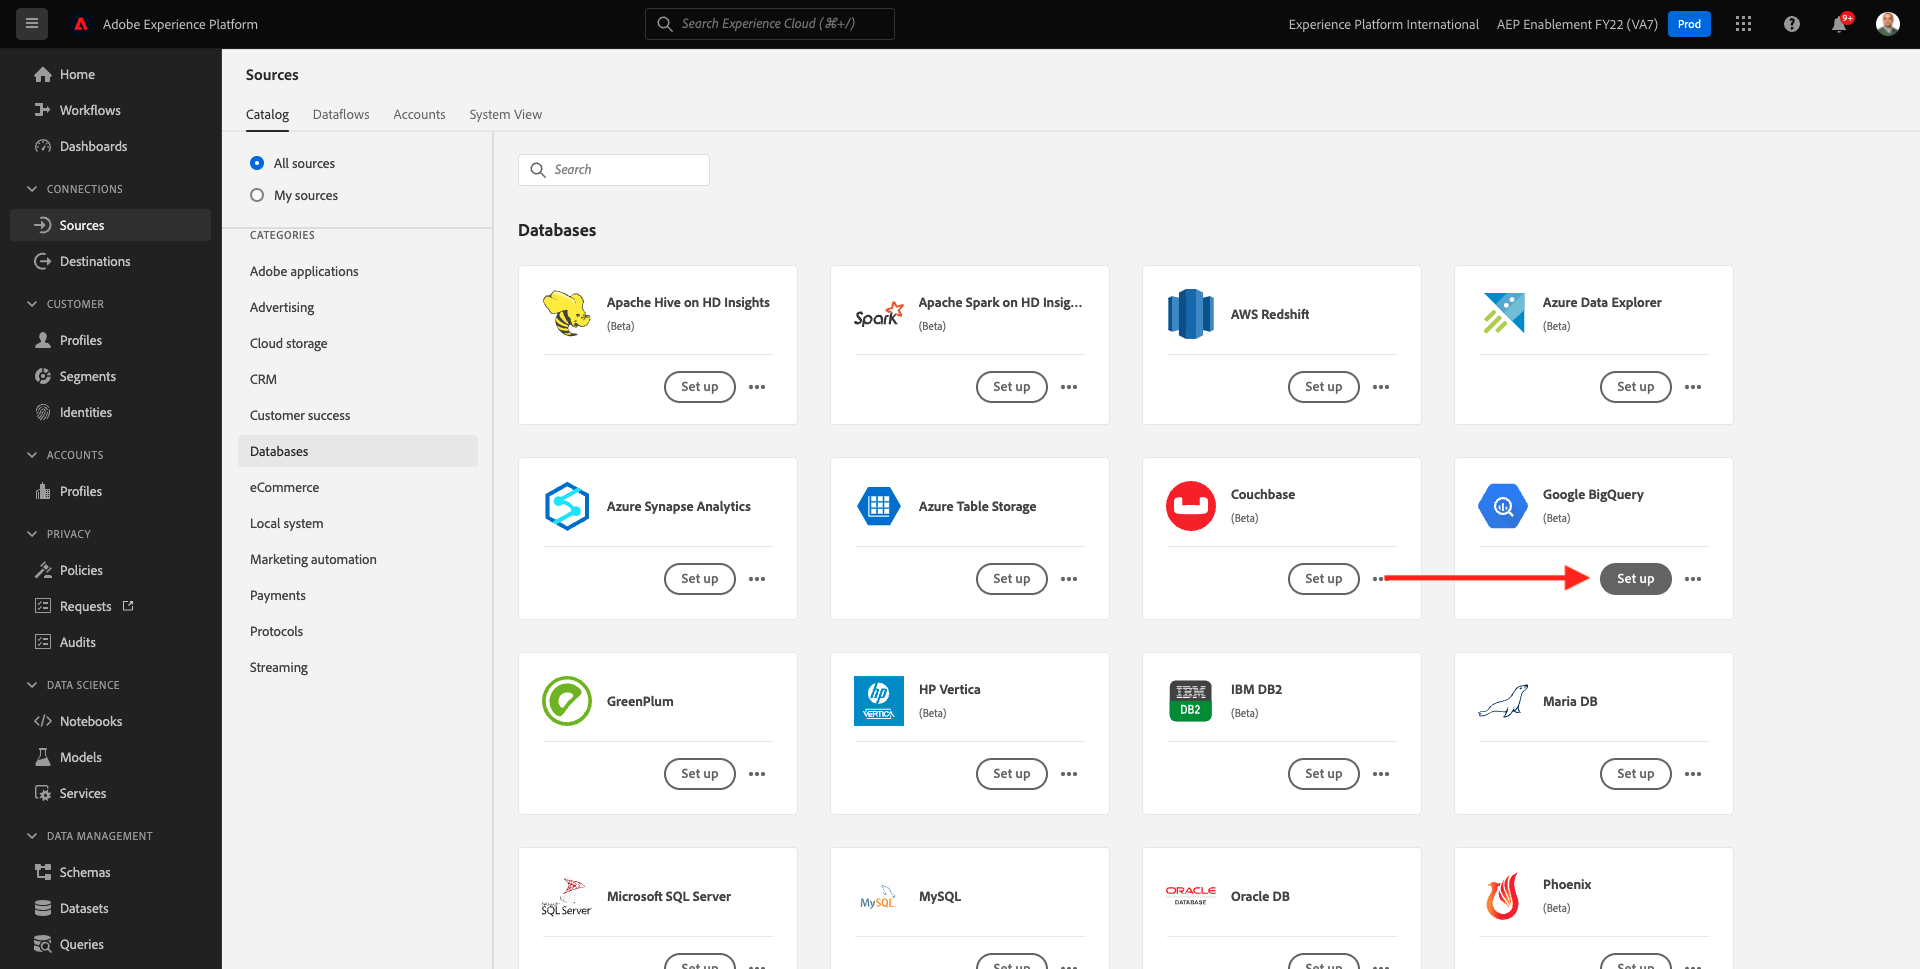 Adobe Experience Platform
Search Experience Cloud (⌘+/)
Experience Platform International
AEP Enablement FY22 (VA7)
Prod
9+
Home
Workflows
Dashboards
CONNECTIONS
Sources
Destinations
CUSTOMER
Profiles
Segments
Identities
ACCOUNTS
Profiles
PRIVACY
Policies
Requests
Audits
DATA SCIENCE
Notebooks
Models
Services
DATA MANAGEMENT
Schemas
Datasets
Queries
Sources
Catalog
Dataflows
Accounts
System View
All sources
My sources
CATEGORIES
Adobe applications
Advertising
Cloud storage
CRM
Customer success
Databases
eCommerce
Local system
Marketing automation
Payments
Protocols
Streaming
Search
Databases
Apache Hive on HD Insights
(Beta)
Set up
Spark
Apache Spark on HD Insig...
(Beta)
Set up
AWS Redshift
Set up
Azure Data Explorer
(Beta)
Set up
Azure Synapse Analytics
Set up
Azure Table Storage
Set up
Couchbase
(Beta)
Set up
Google BigQuery
(Beta)
Set up
GreenPlum
Set up
hp
VERTICA
HP Vertica
(Beta)
Set up
IBM
DB2
IBM DB2
(Beta)
Set up
Maria DB
Set up
SQL Server
Microsoft SQL Server
Set up
MySQL
MySQL
Set up
ORACLE
DATABASE
Oracle DB
Set up
Phoenix
(Beta)
Set up